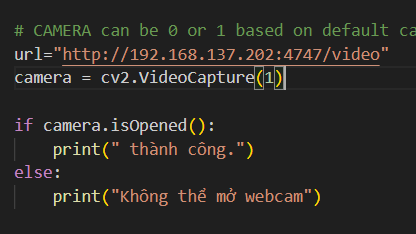 # CAMERA can be 0 or 1 based on default ca
url="http://192.168.137.202:4747/video"
camera = cv2.VideoCapture(1)
if camera.isOpened():
print(" thành công.")
else:
print("Không thể mở webcam")